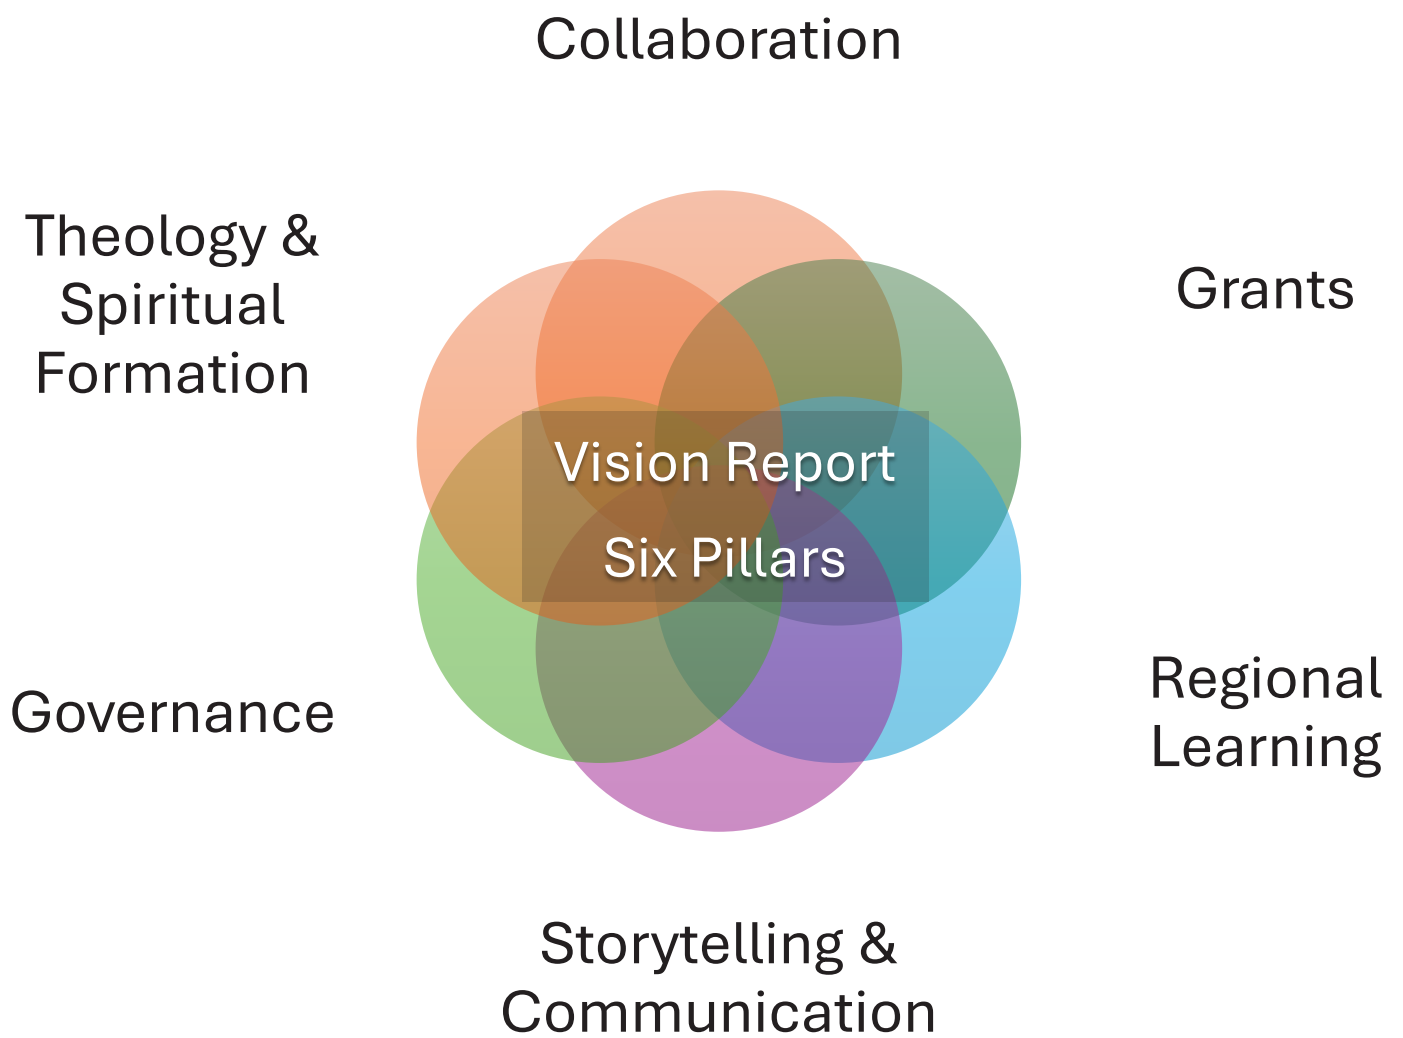 Collaboration
Theology &
Spiritual
Formation
Grants
Vision Report
Six Pillars
Governance
Regional
Learning
Storytelling &
Communication